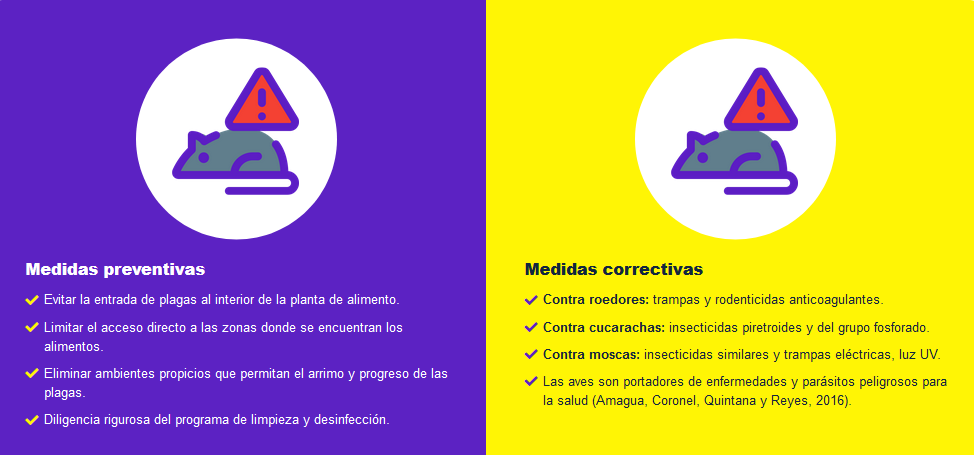 Medidas preventivas
Evitar la entrada de plagas al interior de la planta de alimento.
Limitar el acceso directo a las zonas donde se encuentran los
alimentos.
Eliminar ambientes propicios que permitan el arrimo y progreso de las
plagas.
Diligencia rigurosa del programa de limpieza y desinfección.
Medidas correctivas
Contra roedores: trampas y rodenticidas anticoagulantes.
Contra cucarachas: insecticidas piretroides y del grupo fosforado.
Contra moscas: insecticidas similares y trampas eléctricas, luz UV.
Las aves son portadores de enfermedades y parásitos peligrosos para
la salud (Amagua, Coronel, Quintana y Reyes, 2016).